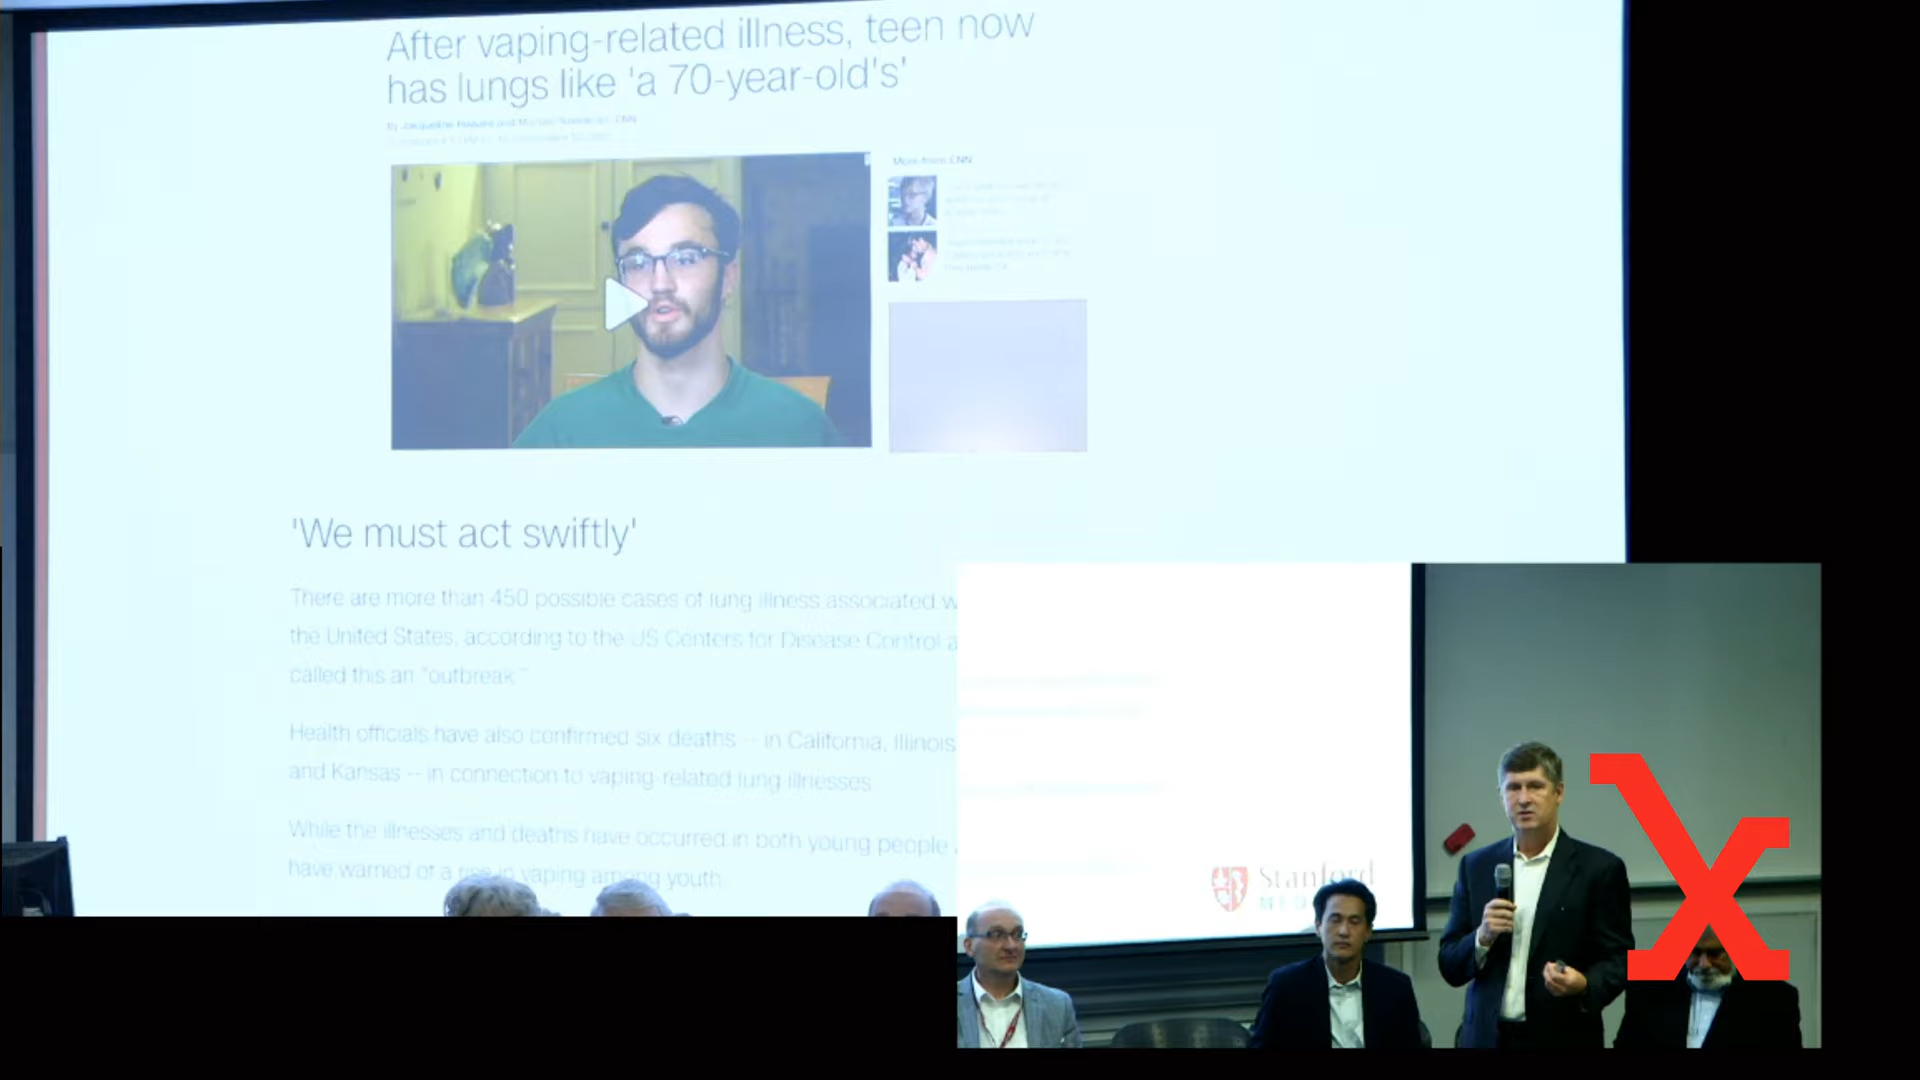 After vaping-related illness, teen now
has lungs like 'a 70-year-old's'
CNN
More from CNN
'We must act swiftly'
There are more than 450 possible cases of lung illness associated w
the United States, according to the US Centers for Disease Control a
called this an "outbreak."
Health officials have also confirmed six deaths -- in California, Illinois
and Kansas -- in connection to vaping-related lung illnesses
While the illnesses and deaths have occurred in both young people
have warned of a rise in vaping among youth.
Stanford